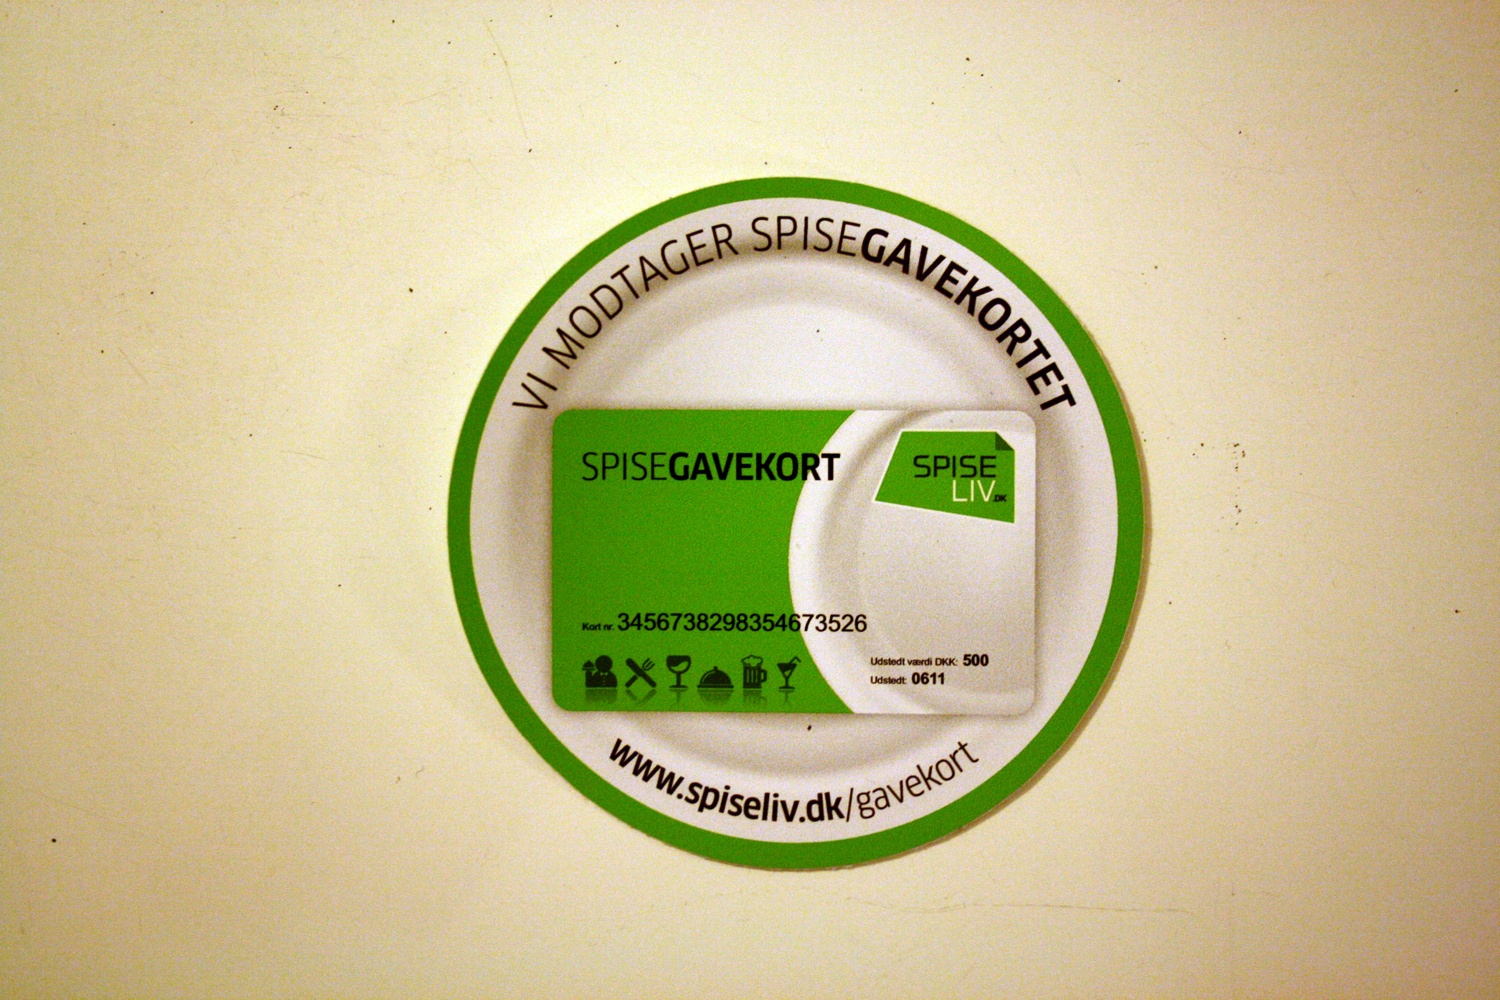 VI MODTAGER SPISEGAVEKORTET
SPISEGAVEKORT
SPISE
LIV.DK
Kort nr. 3456738298354673526
Udstedt værdi DKK: 500
Udstedt: 0611
www.spiseliv.dk/gavekort